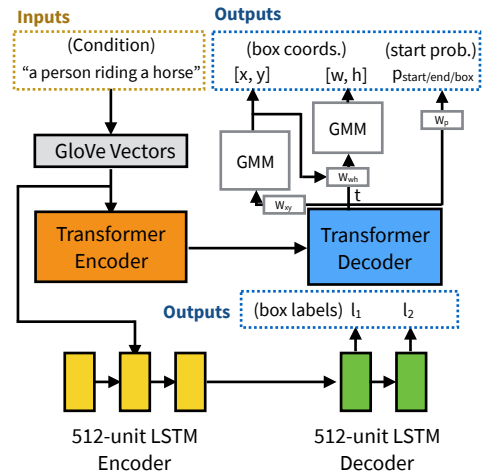 Inputs
Outputs
(Condition)
"a person riding a horse"
(box coords.)
(start prob.)
[x, y]
[w, h]
pstart/end/box
GloVe Vectors
GMM
GMM
wp
wwh
wxy
t
Transformer
Encoder
Transformer
Decoder
Outputs
(box labels) l1 l2
512-unit LSTM
Encoder
512-unit LSTM
Decoder